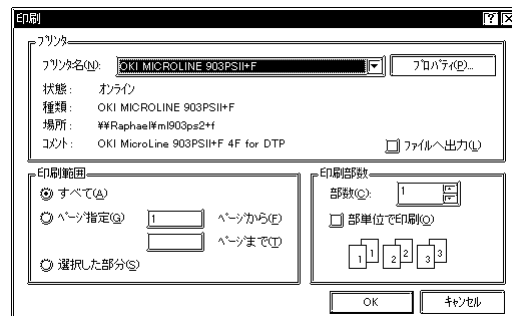 印刷
プリンタ
プリンタ名(N): OKI MICROLINE 903PSII+F プロパティ(P)...
状態: オンライン
種類: OKI MICROLINE 903PSII+F
場所: ¥¥Raphael¥ml903ps2+f
コメント: OKI MicroLine 903PSII+F 4F for DTP ファイルへ出力(L)
印刷範囲
すべて(A)
ページ指定(G) 1 ページから(F)
ページまで(T)
選択した部分(S)
印刷部数
部数(C): 1
部単位で印刷(O)
1 1 2 2 3 3
OK キャンセル